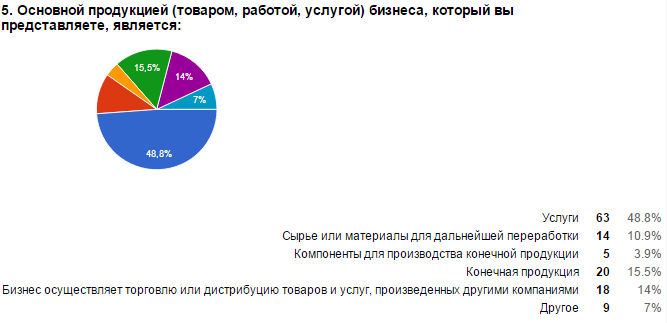 5. Основной продукцией (товаром, работой, услугой) бизнеса, который вы
представляете, является:
15,5%
14%
7%
48,8%
Услуги 63 48.8%
Сырье или материалы для дальнейшей переработки 14 10.9%
Компоненты для производства конечной продукции 5 3.9%
Конечная продукция 20 15.5%
Бизнес осуществляет торговлю или дистрибуцию товаров и услуг, произведенных другими компаниями 18 14%
Другое 9 7%